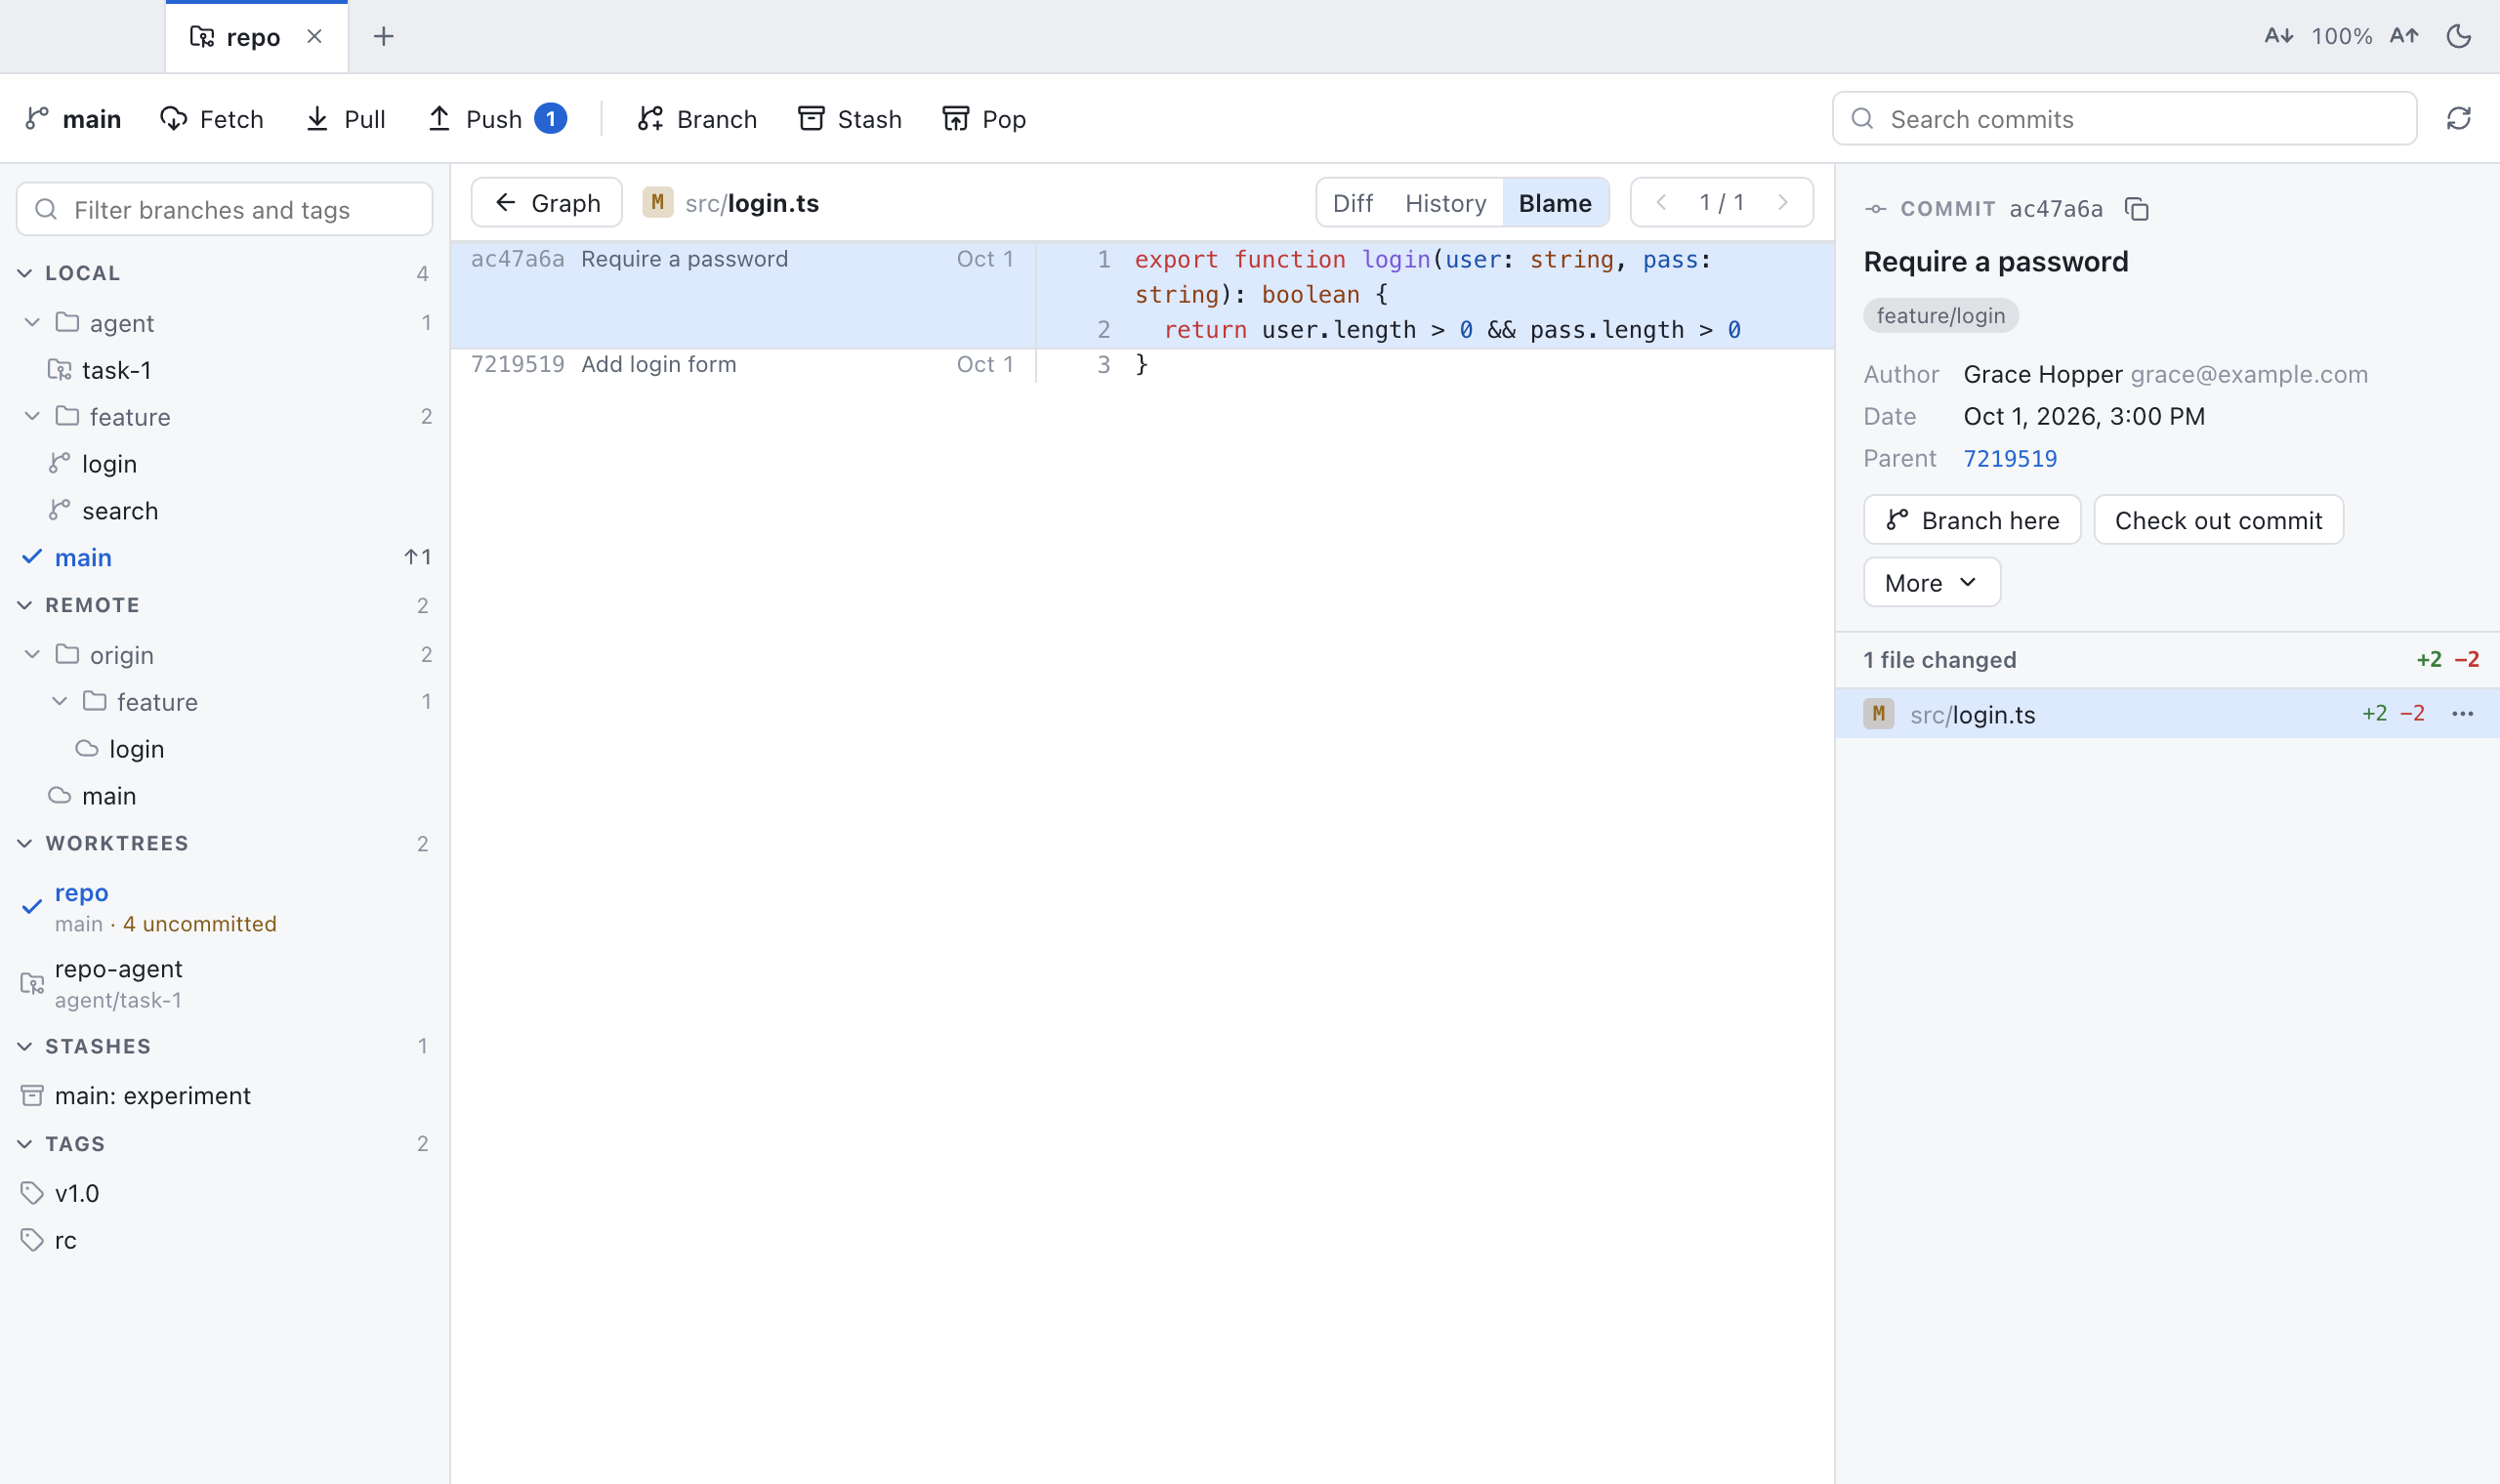 repo
100%
main
Fetch
Pull
Push 1
Branch
Stash
Pop
Search commits
Filter branches and tags
LOCAL 4
agent 1
task-1
feature 2
login
search
main ↑1
REMOTE 2
origin 2
feature 1
login
main
WORKTREES 2
repo
main · 4 uncommitted
repo-agent
agent/task-1
STASHES 1
main: experiment
TAGS 2
v1.0
rc
Graph
M src/login.ts
Diff History Blame
1 / 1
ac47a6a Require a password Oct 1
1 export function login(user: string, pass:
string): boolean {
2 return user.length > 0 && pass.length > 0
7219519 Add login form Oct 1
3 }
COMMIT ac47a6a
Require a password
feature/login
Author Grace Hopper grace@example.com
Date Oct 1, 2026, 3:00 PM
Parent 7219519
Branch here
Check out commit
More
1 file changed +2 −2
M src/login.ts +2 −2